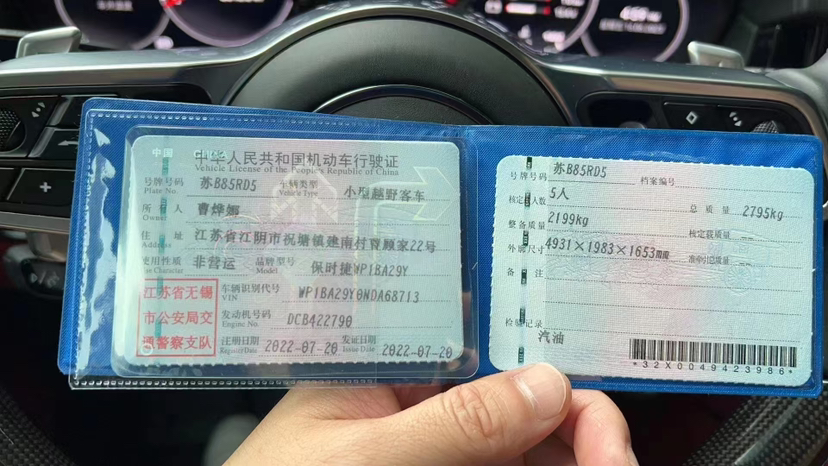 中华人民共和国机动车行驶证
Vehicle License of the People's Republic of China
号牌号码 苏B85RD5 车辆类型 小型越野客车
Plate No. Vehicle Type
所有人 曹烨娜
Owner
住址 江苏省江阴市祝塘镇建南村贾顾家22号
Address
使用性质 非营运 品牌型号 保时捷WP1BA29Y
Use Character Model
江苏省无锡
市公安局交
通警察支队
车辆识别代号 WP1BA29Y0NDA68713
VIN
发动机号码 DCB422790
Engine No.
注册日期 2022-07-20 发证日期 2022-07-20
Register Date Issue Date
号牌号码 苏B85RD5 档案编号
核定载人数 5人 总质量 2795kg
整备质量 2199kg 核定载质量 --
外廓尺寸 4931×1983×1653mm 准牵引总质量 --
备注
检验记录
汽油
*32X0049423986*